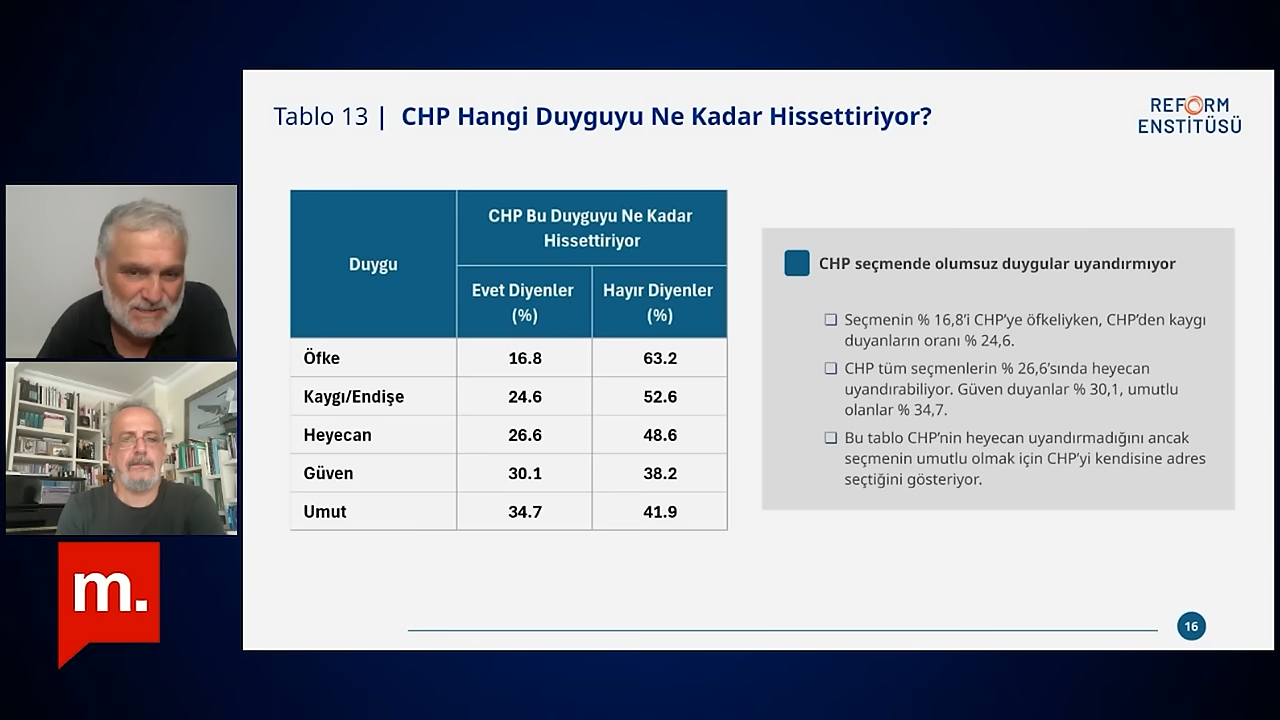 Tablo 13 | CHP Hangi Duyguyu Ne Kadar Hissettiriyor?
REFORM
ENSTİTÜSÜ
Duygu
CHP Bu Duyguyu Ne Kadar
Hissettiriyor
Evet Diyenler
(%)
Hayır Diyenler
(%)
Öfke 16.8 63.2
Kaygı/Endişe 24.6 52.6
Heyecan 26.6 48.6
Güven 30.1 38.2
Umut 34.7 41.9
CHP seçmende olumsuz duygular uyandırmıyor
Seçmenin % 16,8'i CHP'ye öfkeliyken, CHP'den kaygı
duyanların oranı % 24,6.
CHP tüm seçmenlerin % 26,6'sında heyecan
uyandırabiliyor. Güven duyanlar % 30,1, umutlu
olanlar % 34,7.
Bu tablo CHP'nin heyecan uyandırmadığını ancak
seçmenin umutlu olmak için CHP'yi kendisine adres
seçtiğini gösteriyor.
m.
16